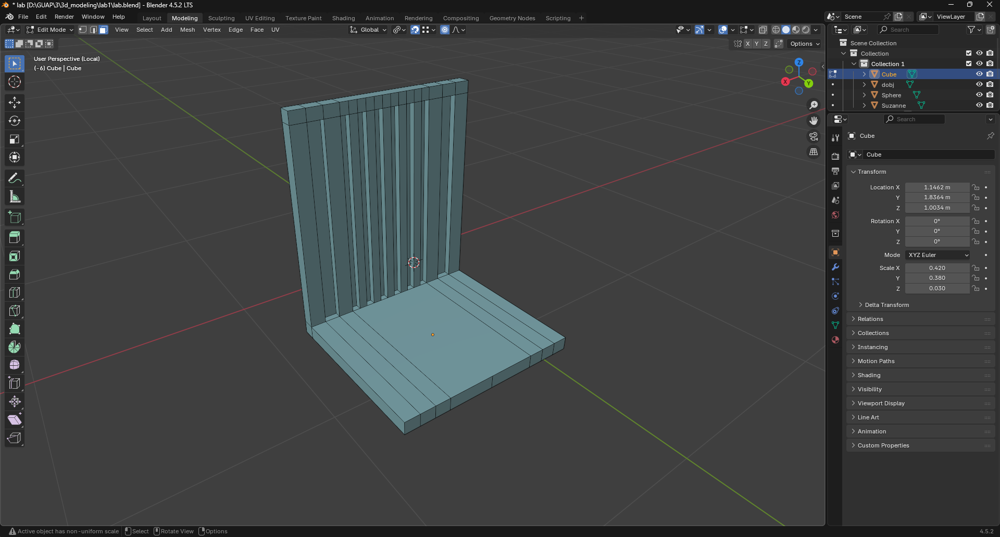 * lab [D:\GUAP\3\3d_modeling\lab1\lab.blend] - Blender 4.5.2 LTS
File Edit Render Window Help Layout Modeling Sculpting UV Editing Texture Paint Shading Animation Rendering Compositing Geometry Nodes Scripting + Scene ViewLayer
Edit Mode View Select Add Mesh Vertex Edge Face UV Global
X Y Z Options
User Perspective (Local)
(-6) Cube | Cube
Z
X
Y
Search
Scene Collection
Collection
Collection 1
Cube
dobj
Sphere
Suzanne
Search
Cube
Cube
Transform
Location X 1.1462 m
Y 1.8364 m
Z 1.0034 m
Rotation X 0°
Y 0°
Z 0°
Mode XYZ Euler
Scale X 0.420
Y 0.380
Z 0.030
Delta Transform
Relations
Collections
Instancing
Motion Paths
Shading
Visibility
Viewport Display
Line Art
Animation
Custom Properties
Active object has non-uniform scale Select Rotate View Options 4.5.2